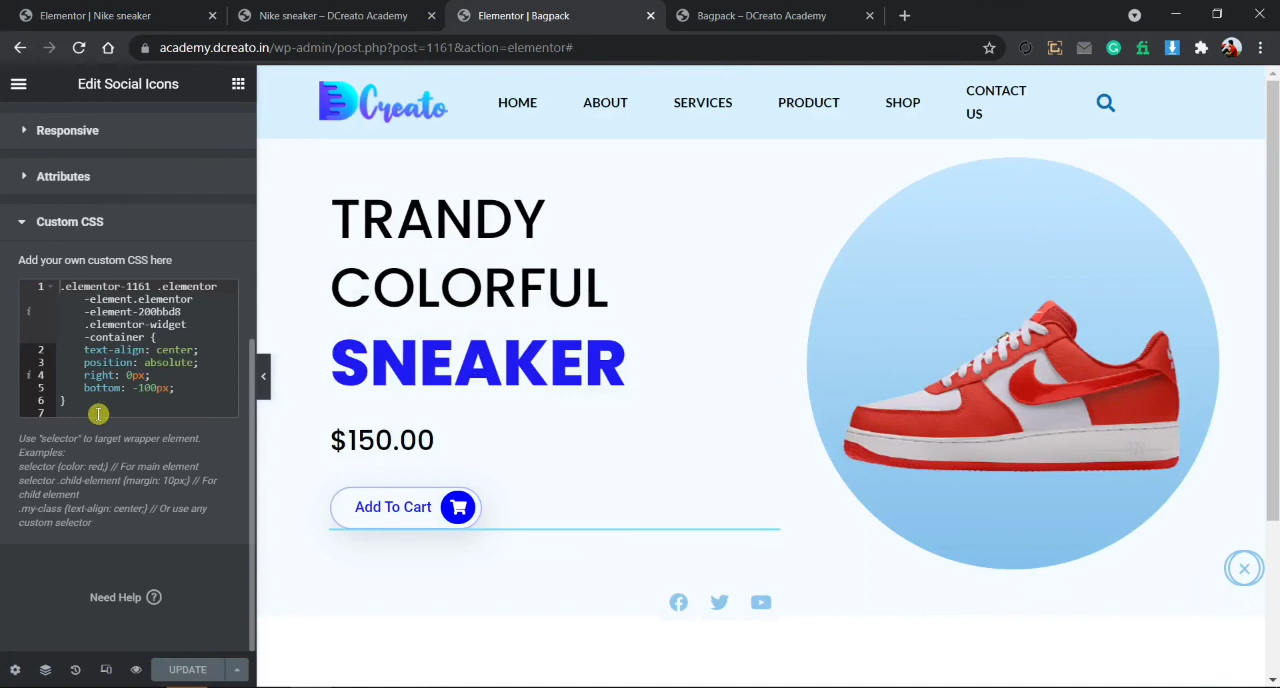 Elementor | Nike sneaker
Nike sneaker – DCreato Academy
Elementor | Bagpack
Bagpack – DCreato Academy
academy.dcreato.in/wp-admin/post.php?post=1161&action=elementor#
Edit Social Icons
Responsive
Attributes
Custom CSS
Add your own custom CSS here
1 .elementor-1161 .elementor
-element.elementor
-element-200bbd8
.elementor-widget
-container {
2 text-align: center;
3 position: absolute;
4 right: 0px;
5 bottom: -100px;
6 }
7
Use "selector" to target wrapper element.
Examples:
selector {color: red;} // For main element
selector .child-element {margin: 10px;} // For
child element
.my-class {text-align: center;} // Or use any
custom selector
Need Help ?
UPDATE
DCreato
HOME
ABOUT
SERVICES
PRODUCT
SHOP
CONTACT
US
TRANDY
COLORFUL
SNEAKER
$150.00
Add To Cart